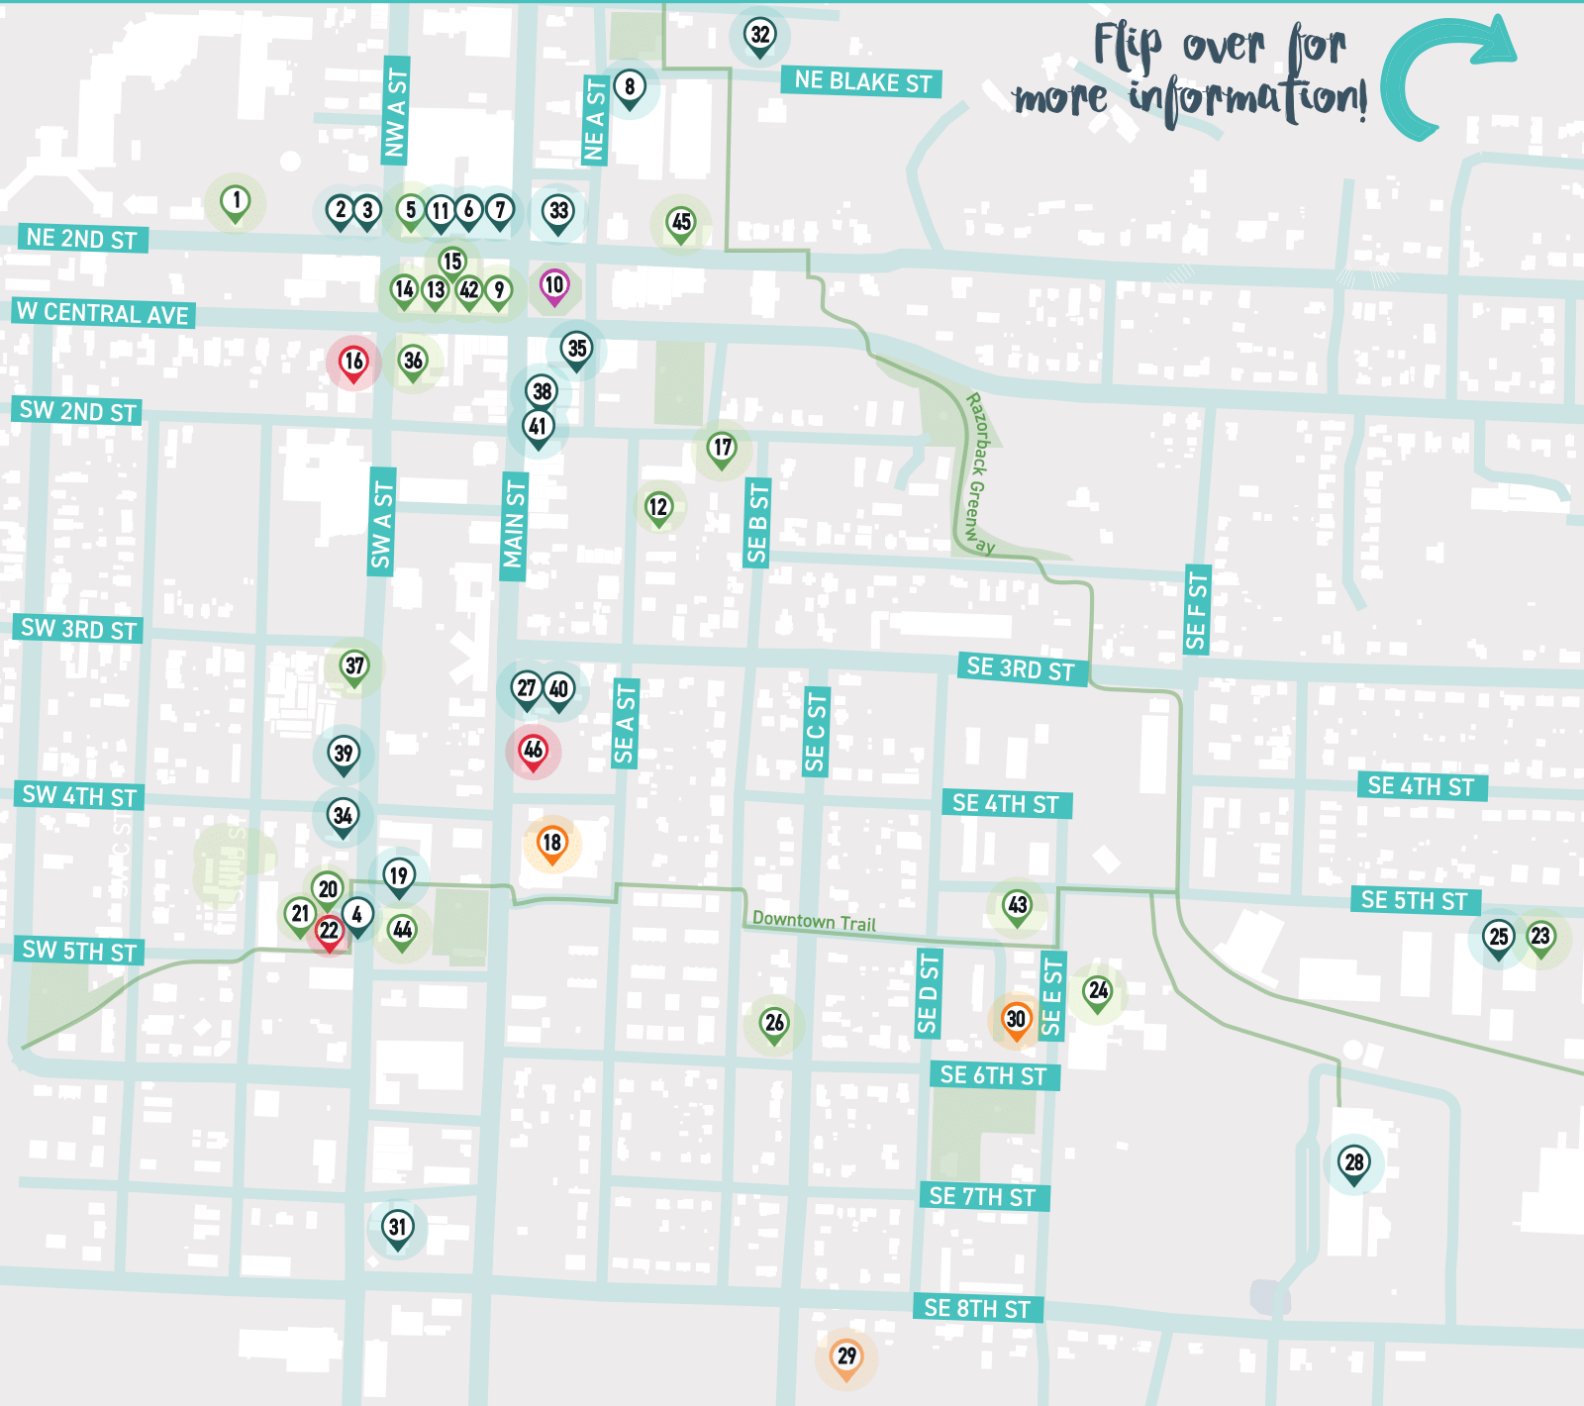 Flip over for
more information!
32
NE BLAKE ST
8
NW A ST
NE A ST
1
2
3
5
11
6
7
33
45
NE 2ND ST
15
14
13
42
9
10
W CENTRAL AVE
16
36
35
38
41
SW 2ND ST
17
12
Razorback Greenway
SW A ST
MAIN ST
SE B ST
SE F ST
SW 3RD ST
37
SE 3RD ST
27
40
SE A ST
SE C ST
46
39
SW 4TH ST
34
SE 4TH ST
SE 4TH ST
18
19
20
21
22
4
44
43
Downtown Trail
SE 5TH ST
25
23
SW 5TH ST
SE D ST
SE E ST
24
26
30
SE 6TH ST
28
SE 7TH ST
31
SE 8TH ST
29